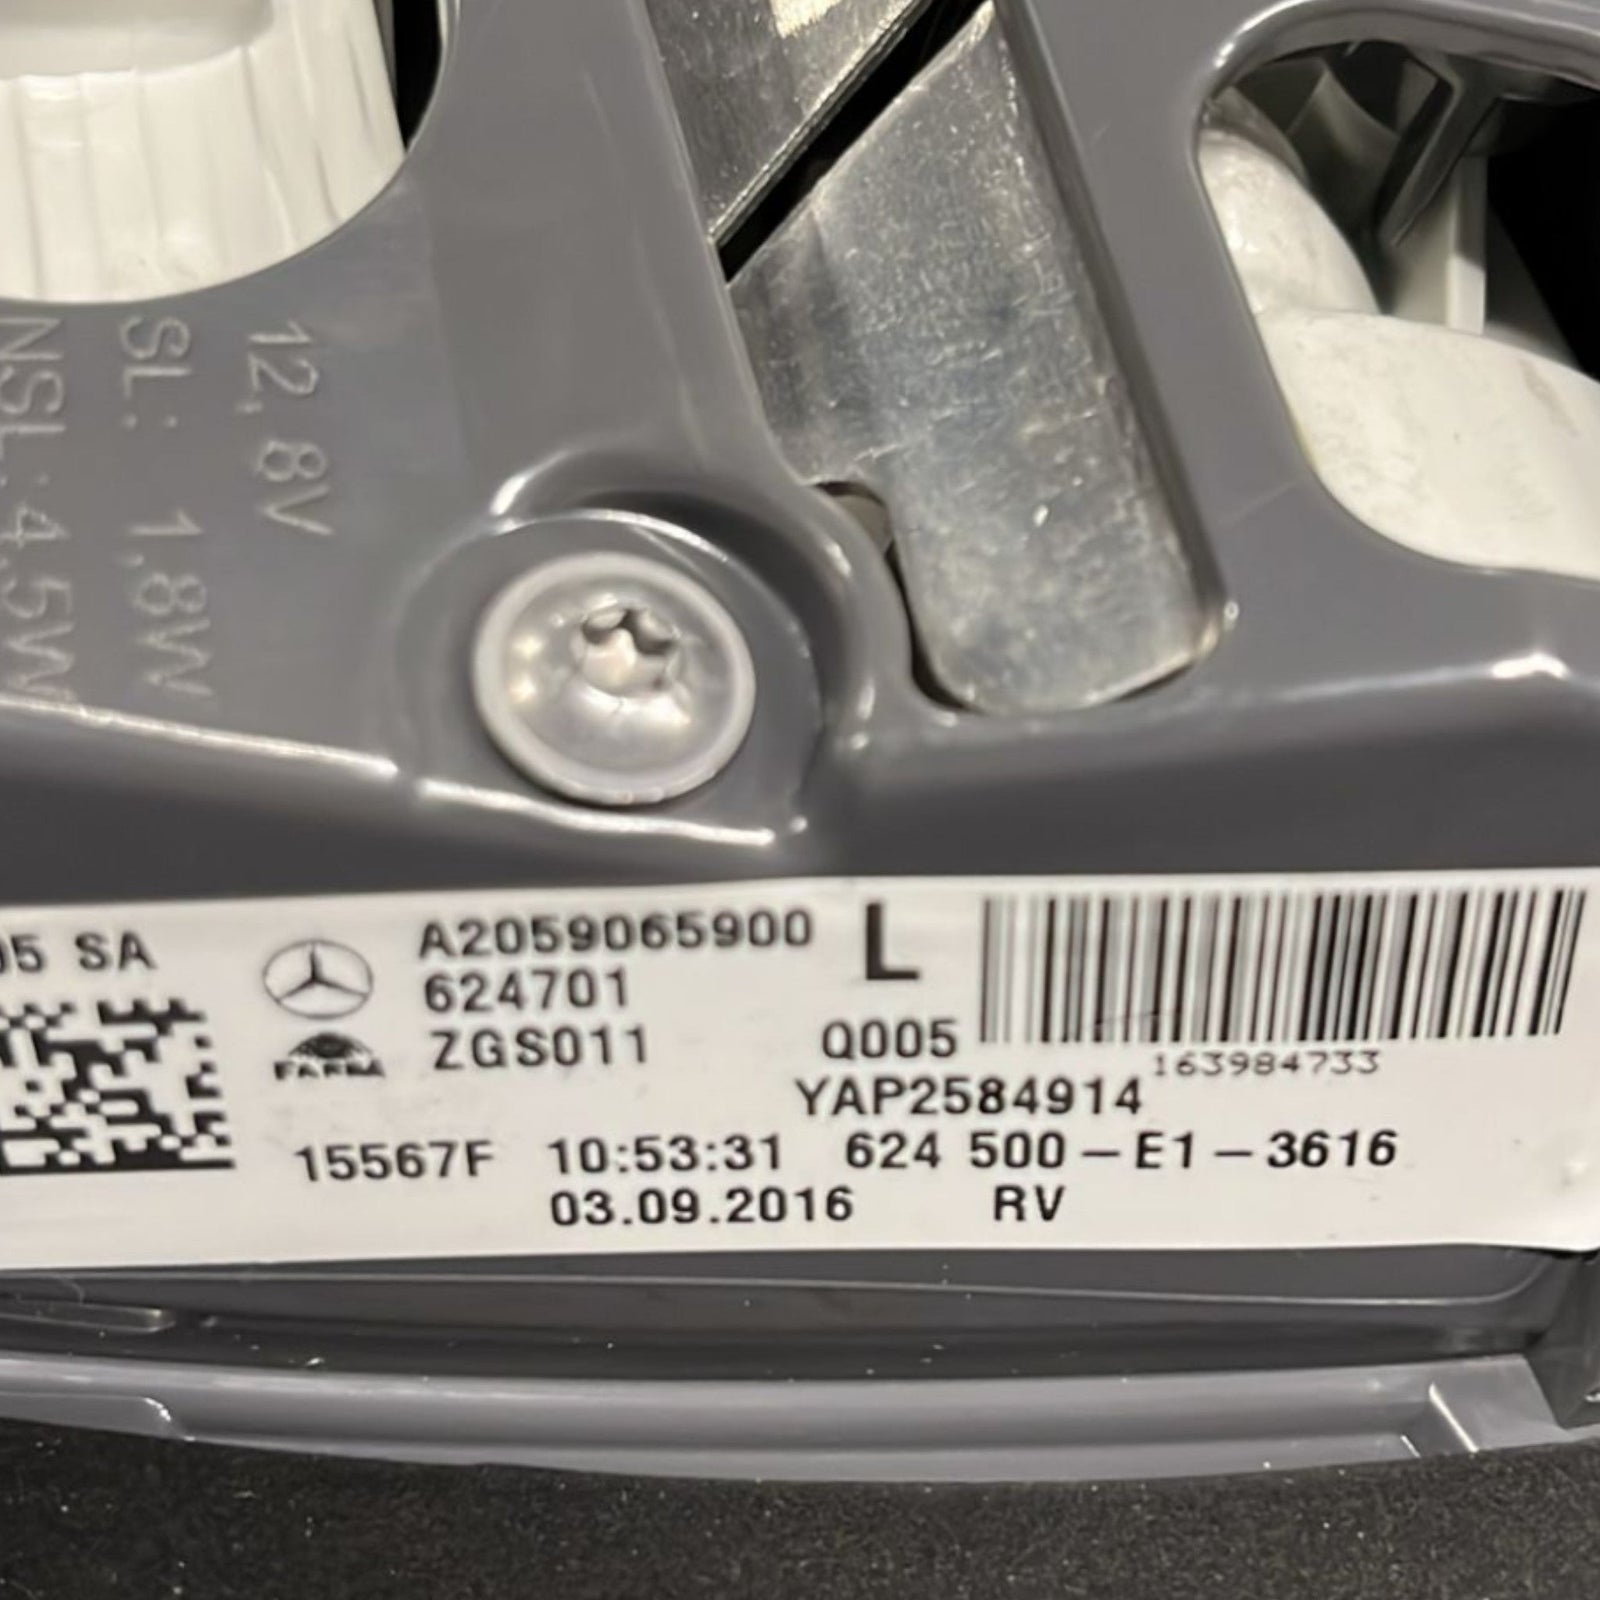 12, 8V
SL: 1,8W
NSL:4,5W
05 SA
A2059065900
L
624701
ZGS011
Q005
163984733
YAP2584914
15567F 10:53:31 624 500-E1-3616
03.09.2016 RV